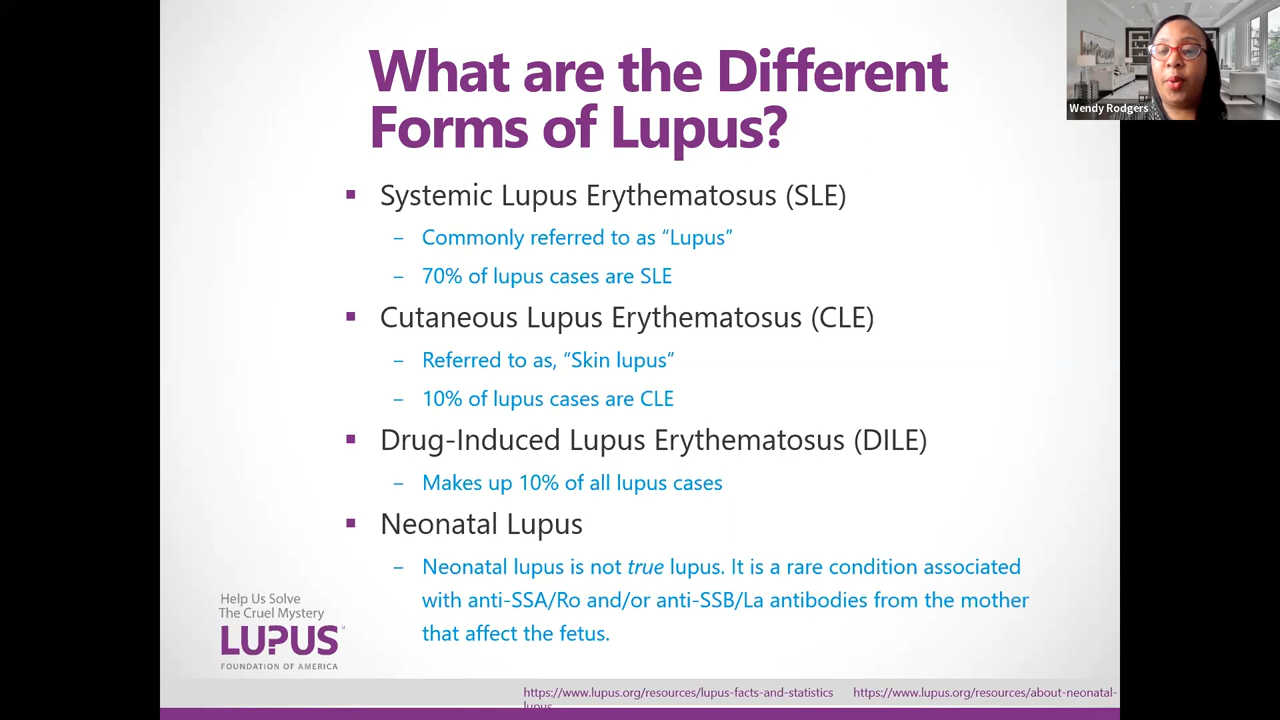 What are the Different
Forms of Lupus?
Wendy Rodgers
▪ Systemic Lupus Erythematosus (SLE)
– Commonly referred to as “Lupus”
– 70% of lupus cases are SLE
▪ Cutaneous Lupus Erythematosus (CLE)
– Referred to as, “Skin lupus”
– 10% of lupus cases are CLE
▪ Drug-Induced Lupus Erythematosus (DILE)
– Makes up 10% of all lupus cases
▪ Neonatal Lupus
– Neonatal lupus is not true lupus. It is a rare condition associated
with anti-SSA/Ro and/or anti-SSB/La antibodies from the mother
that affect the fetus.
Help Us Solve
The Cruel Mystery
LUPUS™
FOUNDATION OF AMERICA
https://www.lupus.org/resources/lupus-facts-and-statistics https://www.lupus.org/resources/about-neonatal-
lupus